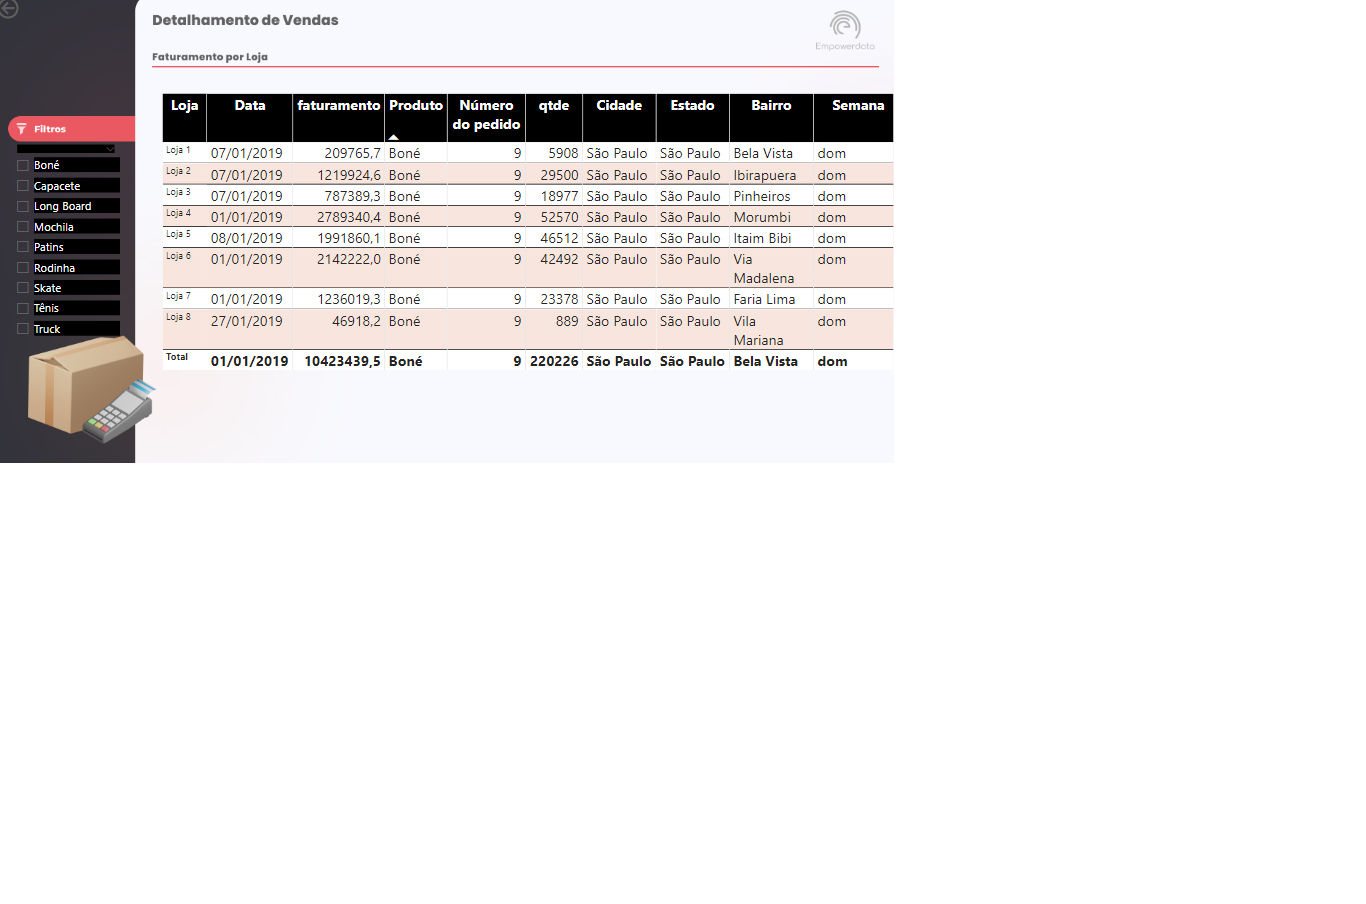 Detalhamento de Vendas
Empowerdata
Faturamento por Loja
Filtros
Boné
Capacete
Long Board
Mochila
Patins
Rodinha
Skate
Tênis
Truck
Loja Data faturamento Produto Número do pedido qtde Cidade Estado Bairro Semana
Loja 1 07/01/2019 209765,7 Boné 9 5908 São Paulo São Paulo Bela Vista dom
Loja 2 07/01/2019 1219924,6 Boné 9 29500 São Paulo São Paulo Ibirapuera dom
Loja 3 07/01/2019 787389,3 Boné 9 18977 São Paulo São Paulo Pinheiros dom
Loja 4 01/01/2019 2789340,4 Boné 9 52570 São Paulo São Paulo Morumbi dom
Loja 5 08/01/2019 1991860,1 Boné 9 46512 São Paulo São Paulo Itaim Bibi dom
Loja 6 01/01/2019 2142222,0 Boné 9 42492 São Paulo São Paulo Via Madalena dom
Loja 7 01/01/2019 1236019,3 Boné 9 23378 São Paulo São Paulo Faria Lima dom
Loja 8 27/01/2019 46918,2 Boné 9 889 São Paulo São Paulo Vila Mariana dom
Total 01/01/2019 10423439,5 Boné 9 220226 São Paulo São Paulo Bela Vista dom